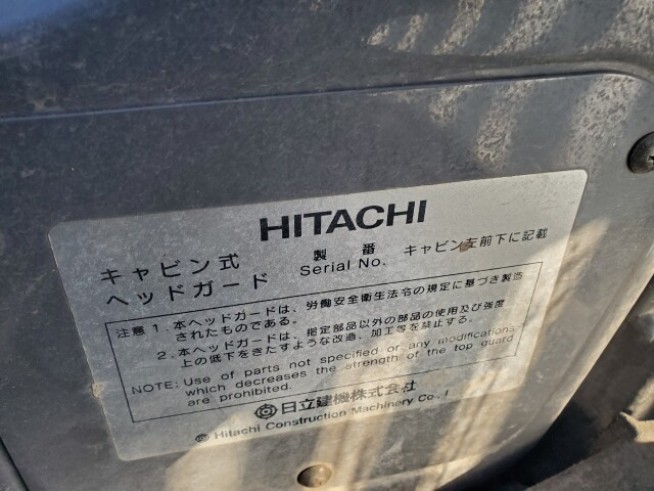 HITACHI
キャビン式
ヘッドガード
製番
Serial No.
キャビン左前下に記載
注意 1. 本ヘッドガードは、労働安全衛生法令の規定に基づき製造
されたものである。
2. 本ヘッドガードは、指定部品以外の部品の使用及び強度
上の低下をきたすような改造、加工等を禁止する。
NOTE: Use of parts not specified or any modifications
which decreases the strength of the top guard
are prohibited.
日立建機株式会社
Hitachi Construction Machinery Co.,